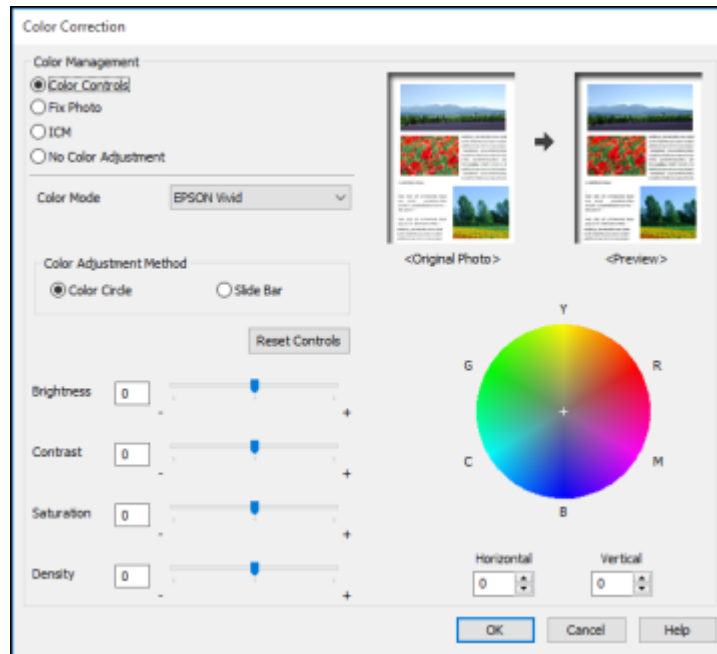 Color Correction
Color Management
Color Controls
Fix Photo
ICM
No Color Adjustment
Color Mode
EPSON Vivid
<Original Photo>
<Preview>
Color Adjustment Method
Color Circle
Slide Bar
Reset Controls
Brightness
0
-
+
Contrast
0
-
+
Saturation
0
-
+
Density
0
-
+
Y
G
R
C
M
B
Horizontal
Vertical
0
0
OK
Cancel
Help